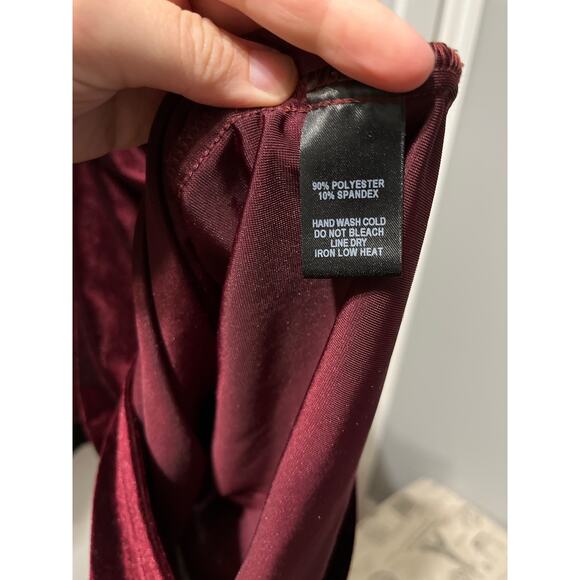 90% POLYESTER
10% SPANDEX
HAND WASH COLD
DO NOT BLEACH
LINE DRY
IRON LOW HEAT